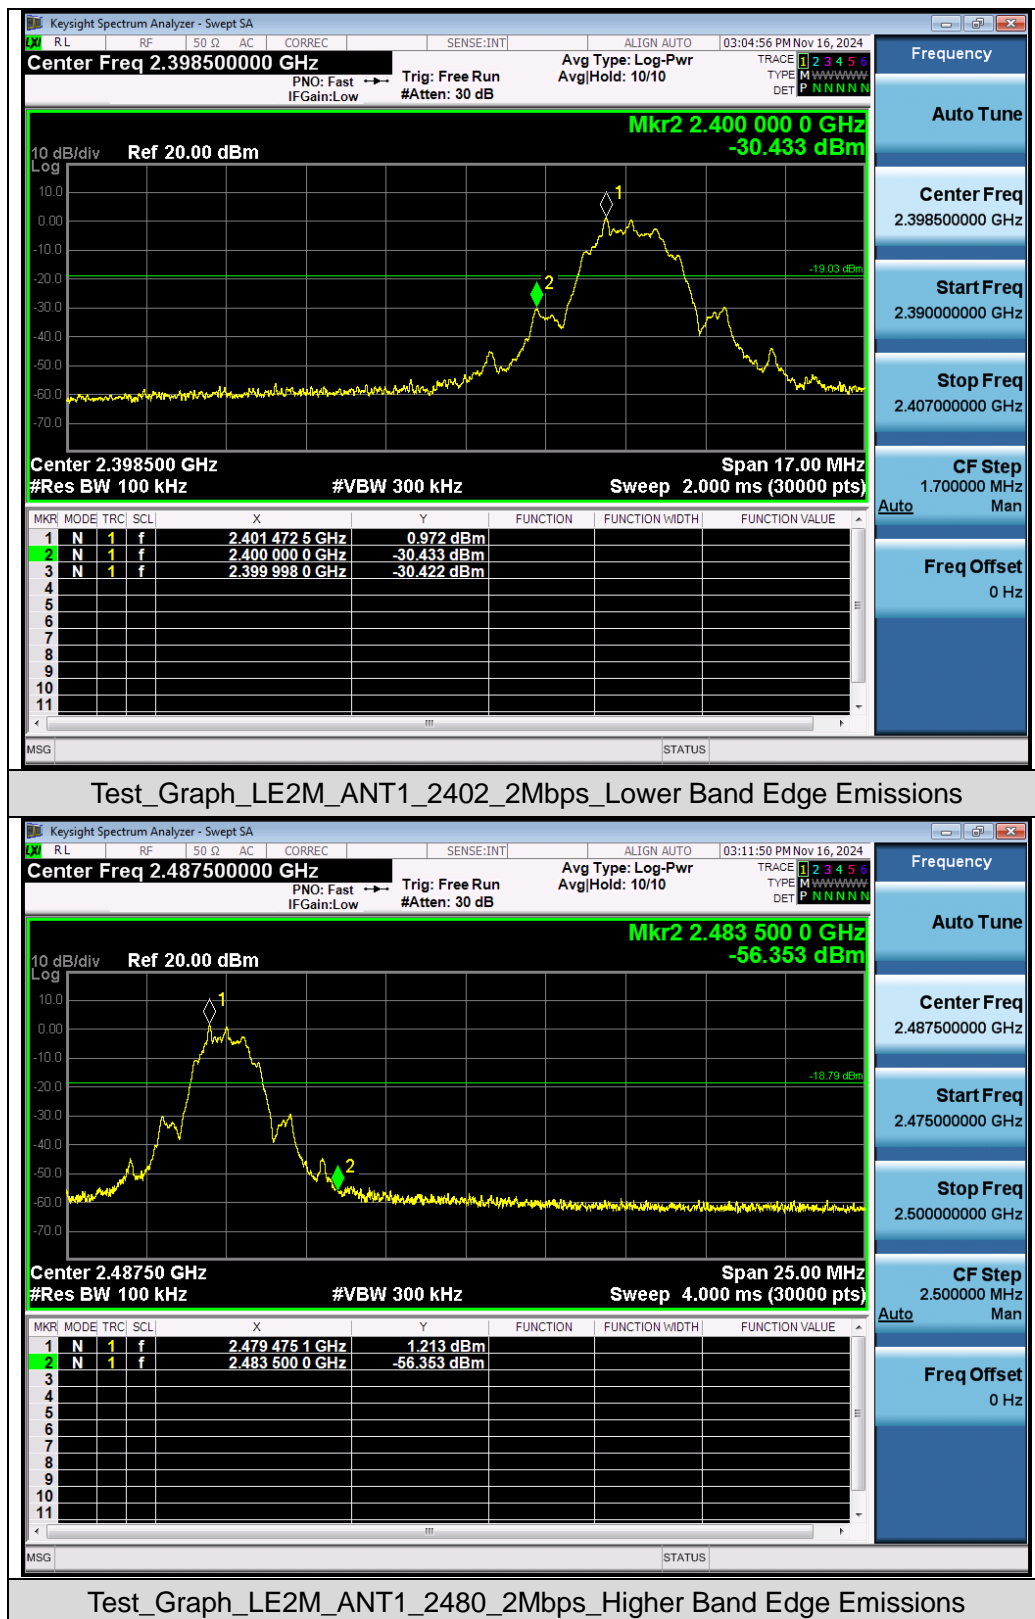 Keysight Spectrum Analyzer - Swept SA
LXI RL RF 50 Ω AC CORREC SENSE:INT ALIGN AUTO 03:04:56 PM Nov 16, 2024
Center Freq 2.398500000 GHz
PNO: Fast
IFGain:Low
Trig: Free Run
#Atten: 30 dB
Avg Type: Log-Pwr
Avg|Hold: 10/10
TRACE 1 2 3 4 5 6
TYPE M W W W W W
DET P N N N N N
Mkr2 2.400 000 0 GHz
-30.433 dBm
10 dB/div Ref 20.00 dBm
Log
10.0
0.00
-10.0
-20.0
-30.0
-40.0
-50.0
-60.0
-70.0
1
2
-19.03 dBm
Center 2.398500 GHz Span 17.00 MHz
#Res BW 100 kHz #VBW 300 kHz Sweep 2.000 ms (30000 pts)
MKR MODE TRC SCL X Y FUNCTION FUNCTION WIDTH FUNCTION VALUE
1 N 1 f 2.401 472 5 GHz 0.972 dBm
2 N 1 f 2.400 000 0 GHz -30.433 dBm
3 N 1 f 2.399 998 0 GHz -30.422 dBm
4
5
6
7
8
9
10
11
MSG STATUS
Frequency
Auto Tune
Center Freq
2.398500000 GHz
Start Freq
2.390000000 GHz
Stop Freq
2.407000000 GHz
CF Step
1.700000 MHz
Auto Man
Freq Offset
0 Hz
Test_Graph_LE2M_ANT1_2402_2Mbps_Lower Band Edge Emissions
Keysight Spectrum Analyzer - Swept SA
LXI RL RF 50 Ω AC CORREC SENSE:INT ALIGN AUTO 03:11:50 PM Nov 16, 2024
Center Freq 2.487500000 GHz
PNO: Fast
IFGain:Low
Trig: Free Run
#Atten: 30 dB
Avg Type: Log-Pwr
Avg|Hold: 10/10
TRACE 1 2 3 4 5 6
TYPE M W W W W W
DET P N N N N N
Mkr2 2.483 500 0 GHz
-56.353 dBm
10 dB/div Ref 20.00 dBm
Log
10.0
0.00
-10.0
-20.0
-30.0
-40.0
-50.0
-60.0
-70.0
1
2
-18.79 dBm
Center 2.48750 GHz Span 25.00 MHz
#Res BW 100 kHz #VBW 300 kHz Sweep 4.000 ms (30000 pts)
MKR MODE TRC SCL X Y FUNCTION FUNCTION WIDTH FUNCTION VALUE
1 N 1 f 2.479 475 1 GHz 1.213 dBm
2 N 1 f 2.483 500 0 GHz -56.353 dBm
3
4
5
6
7
8
9
10
11
MSG STATUS
Frequency
Auto Tune
Center Freq
2.487500000 GHz
Start Freq
2.475000000 GHz
Stop Freq
2.500000000 GHz
CF Step
2.500000 MHz
Auto Man
Freq Offset
0 Hz
Test_Graph_LE2M_ANT1_2480_2Mbps_Higher Band Edge Emissions